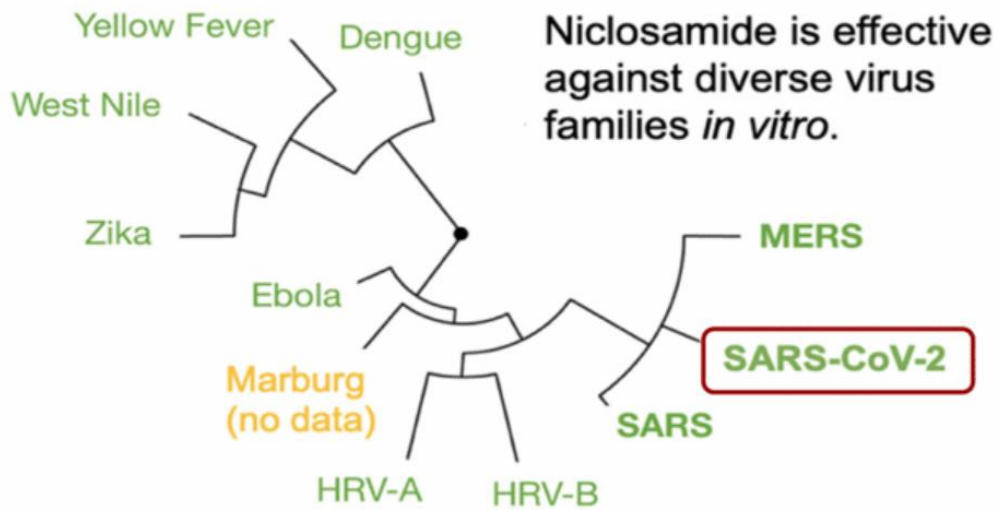 Yellow Fever
Dengue
Niclosamide is effective
against diverse virus
families in vitro.
West Nile
Zika
MERS
Ebola
SARS-CoV-2
Marburg
(no data)
SARS
HRV-A
HRV-B